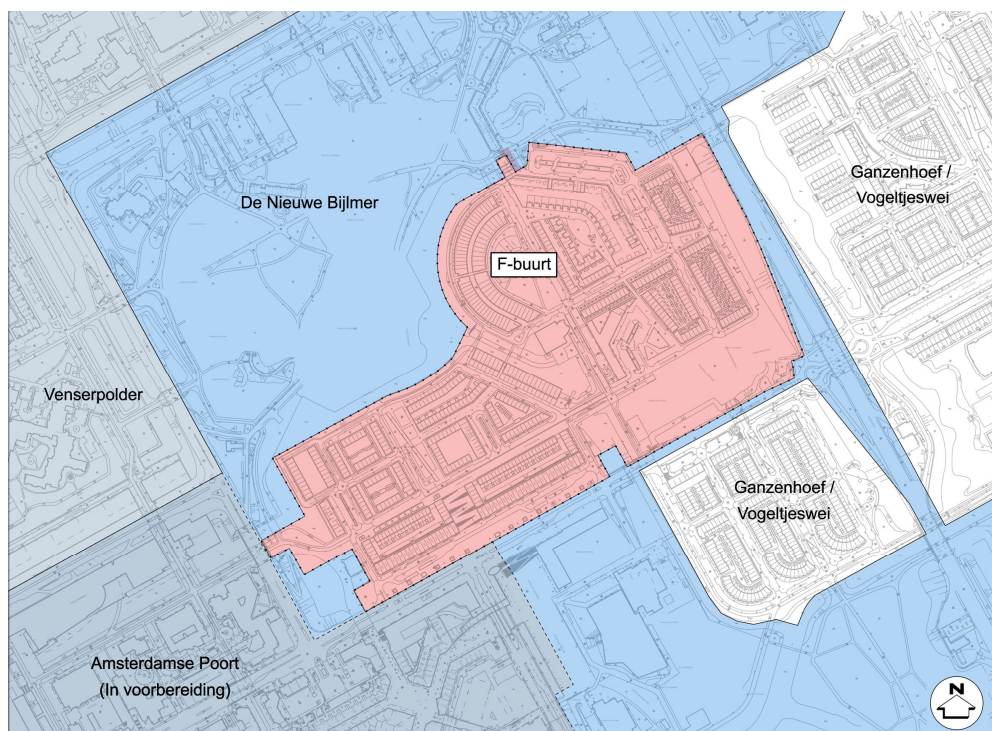 Ganzenhoef /
Vogeltjeswei
De Nieuwe Bijlmer
F-buurt
Venserpolder
Ganzenhoef /
Vogeltjeswei
Amsterdamse Poort
(In voorbereiding)
N